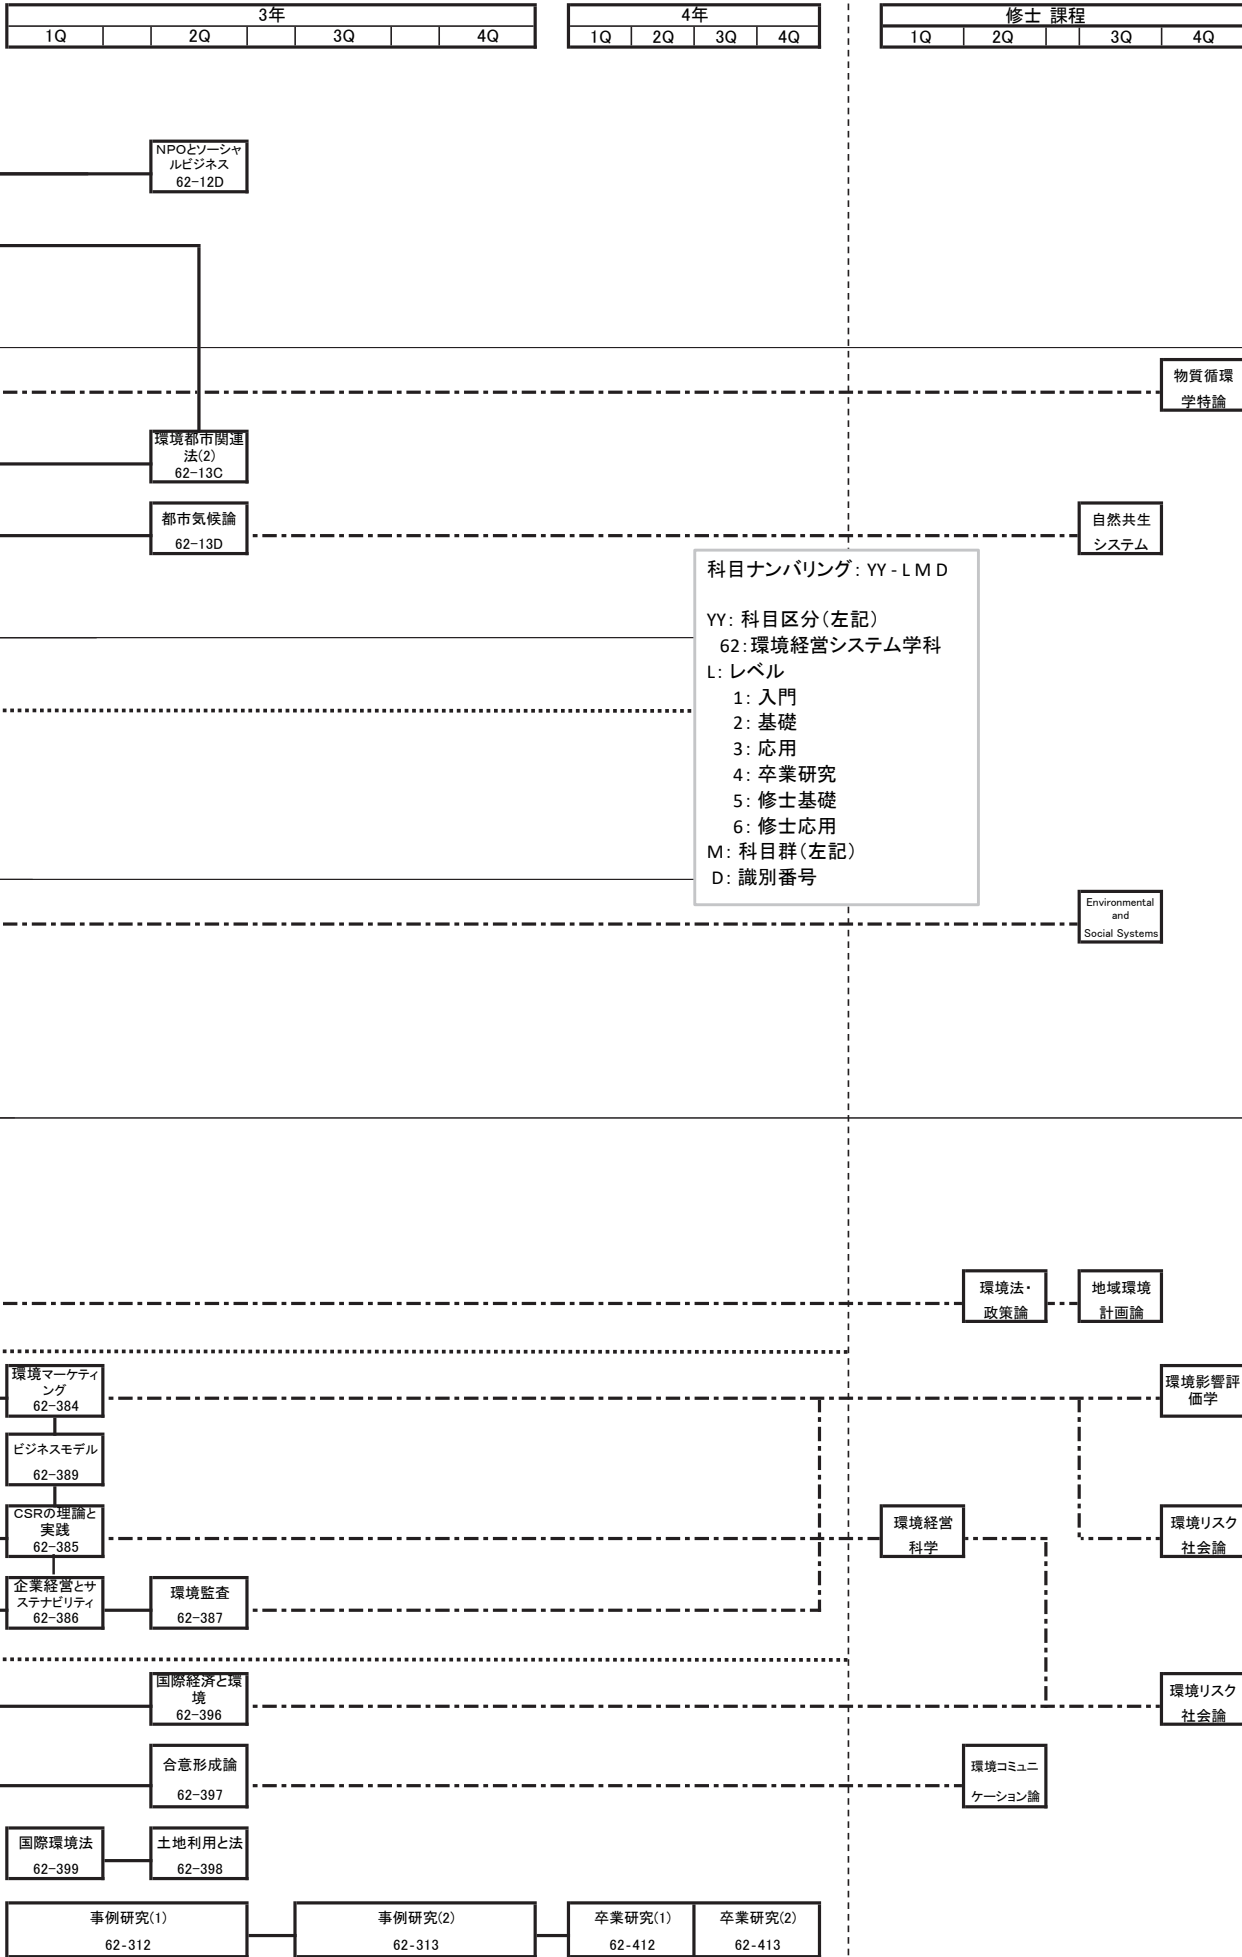 3年
4年
修士 課程
1Q 2Q 3Q 4Q
1Q 2Q 3Q 4Q
1Q 2Q 3Q 4Q
NPOとソーシャ
ルビジネス
62-12D
物質循環
学特論
環境都市関連
法(2)
62-13C
都市気候論
62-13D
自然共生
システム
科目ナンバリング: YY - L M D
YY: 科目区分(左記)
62:環境経営システム学科
L: レベル
1: 入門
2: 基礎
3: 応用
4: 卒業研究
5: 修士基礎
6: 修士応用
M: 科目群(左記)
D: 識別番号
Environmental
and
Social Systems
環境法・
政策論
地域環境
計画論
環境マーケティ
ング
62-384
環境影響評
価学
ビジネスモデル
62-389
CSRの理論と
実践
62-385
環境経営
科学
環境リスク
社会論
企業経営とサ
ステナビリティ
62-386
環境監査
62-387
国際経済と環
境
62-396
環境リスク
社会論
合意形成論
62-397
環境コミュニ
ケーション論
国際環境法
62-399
土地利用と法
62-398
事例研究(1)
62-312
事例研究(2)
62-313
卒業研究(1)
62-412
卒業研究(2)
62-413